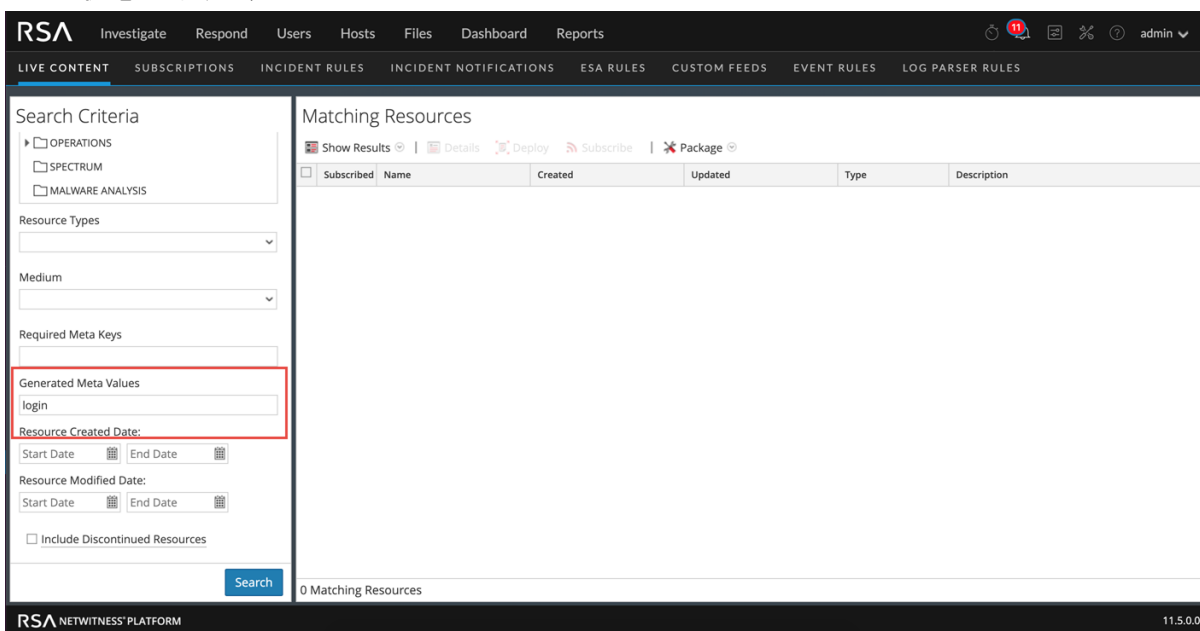 RSA Investigate Respond Users Hosts Files Dashboard Reports 11 admin
LIVE CONTENT SUBSCRIPTIONS INCIDENT RULES INCIDENT NOTIFICATIONS ESA RULES CUSTOM FEEDS EVENT RULES LOG PARSER RULES
Search Criteria
OPERATIONS
SPECTRUM
MALWARE ANALYSIS
Resource Types
Medium
Required Meta Keys
Generated Meta Values
login
Resource Created Date:
Start Date End Date
Resource Modified Date:
Start Date End Date
Include Discontinued Resources
Search
Matching Resources
Show Results | Details Deploy Subscribe | Package
Subscribed Name Created Updated Type Description
0 Matching Resources
RSA NETWITNESS® PLATFORM 11.5.0.0